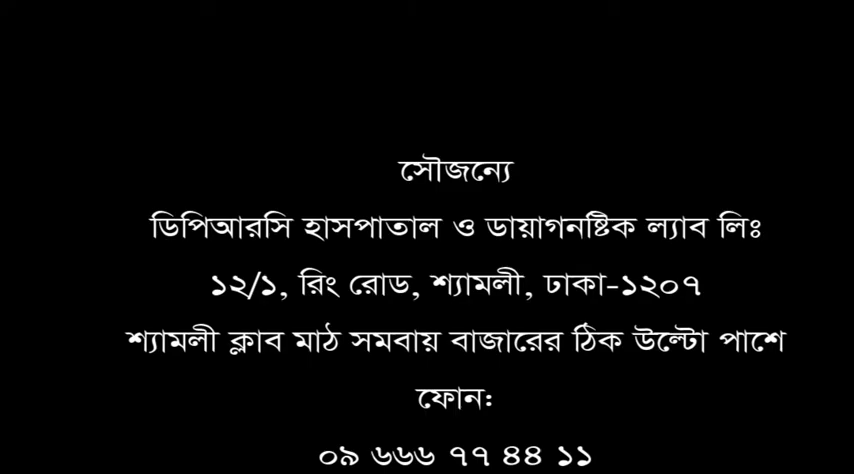 সৌজন্যে
ডিপিআরসি হাসপাতাল ও ডায়াগনষ্টিক ল্যাব লিঃ
১২/১, রিং রোড, শ্যামলী, ঢাকা-১২০৭
শ্যামলী ক্লাব মাঠ সমবায় বাজারের ঠিক উল্টো পাশে
ফোন:
০৯ ৬৬৬ ৭৭ ৪৪ ১১